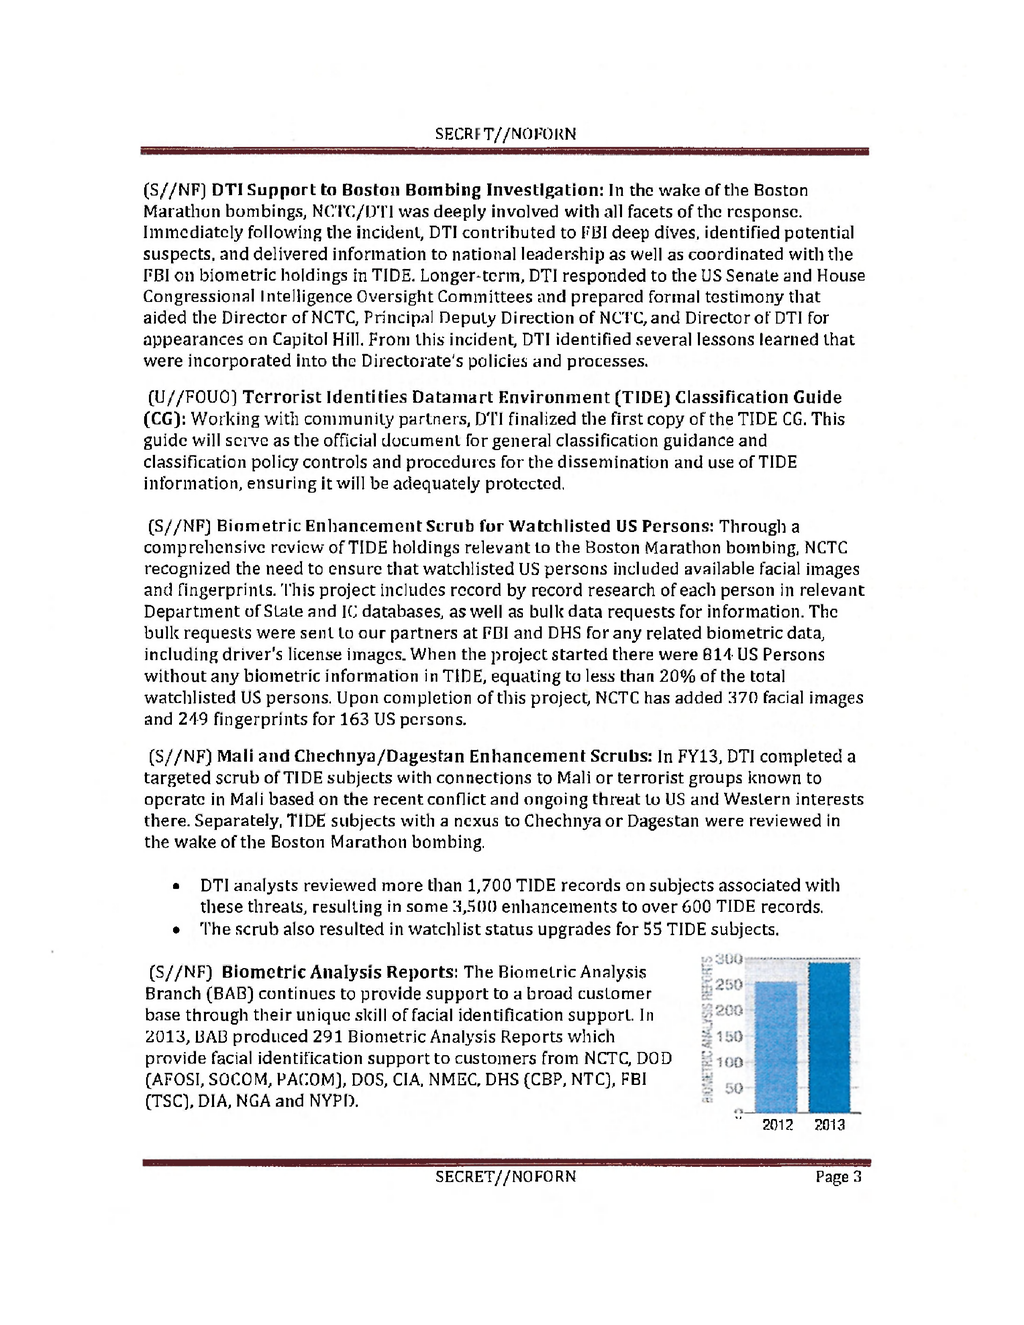 SECRET//NOFORN
(S//NF) DTI Support to Boston Bombing Investigation: In the wake of the Boston
Marathon bombings, NCTC/DTI was deeply involved with all facets of the response.
Immediately following the incident, DTI contributed to FBI deep dives, identified potential
suspects, and delivered information to national leadership as well as coordinated with the
FBI on biometric holdings in TIDE. Longer-term, DTI responded to the US Senate and House
Congressional Intelligence Oversight Committees and prepared formal testimony that
aided the Director of NCTC, Principal Deputy Direction of NCTC, and Director of DTI for
appearances on Capitol Hill. From this incident, DTI identified several lessons learned that
were incorporated into the Directorate's policies and processes.
(U//FOUO) Terrorist Identities Datamart Environment (TIDE) Classification Guide
(CG): Working with community partners, DTI finalized the first copy of the TIDE CG. This
guide will serve as the official document for general classification guidance and
classification policy controls and procedures for the dissemination and use of TIDE
information, ensuring it will be adequately protected.
(S//NF) Biometric Enhancement Scrub for Watchlisted US Persons: Through a
comprehensive review of TIDE holdings relevant to the Boston Marathon bombing, NCTC
recognized the need to ensure that watchlisted US persons included available facial images
and fingerprints. This project includes record by record research of each person in relevant
Department of State and IC databases, as well as bulk data requests for information. The
bulk requests were sent to our partners at FBI and DHS for any related biometric data,
including driver's license images. When the project started there were 814 US Persons
without any biometric information in TIDE, equating to less than 20% of the total
watchlisted US persons. Upon completion of this project, NCTC has added 370 facial images
and 249 fingerprints for 163 US persons.
(S//NF) Mali and Chechnya/Dagestan Enhancement Scrubs: In FY13, DTI completed a
targeted scrub of TIDE subjects with connections to Mali or terrorist groups known to
operate in Mali based on the recent conflict and ongoing threat to US and Western interests
there. Separately, TIDE subjects with a nexus to Chechnya or Dagestan were reviewed in
the wake of the Boston Marathon bombing.
• DTI analysts reviewed more than 1,700 TIDE records on subjects associated with
these threats, resulting in some 3,500 enhancements to over 600 TIDE records.
• The scrub also resulted in watchlist status upgrades for 55 TIDE subjects.
(S//NF) Biometric Analysis Reports: The Biometric Analysis
Branch (BAB) continues to provide support to a broad customer
base through their unique skill of facial identification support. In
2013, BAB produced 291 Biometric Analysis Reports which
provide facial identification support to customers from NCTC, DOD
(AFOSI, SOCOM, PACOM), DOS, CIA, NMEC, DHS (CBP, NTC), FBI
(TSC), DIA, NGA and NYPD.
BIOMETRIC ANALYSIS REPORTS
300
250
200
150
100
50
0
2012 2013
SECRET//NOFORN Page 3